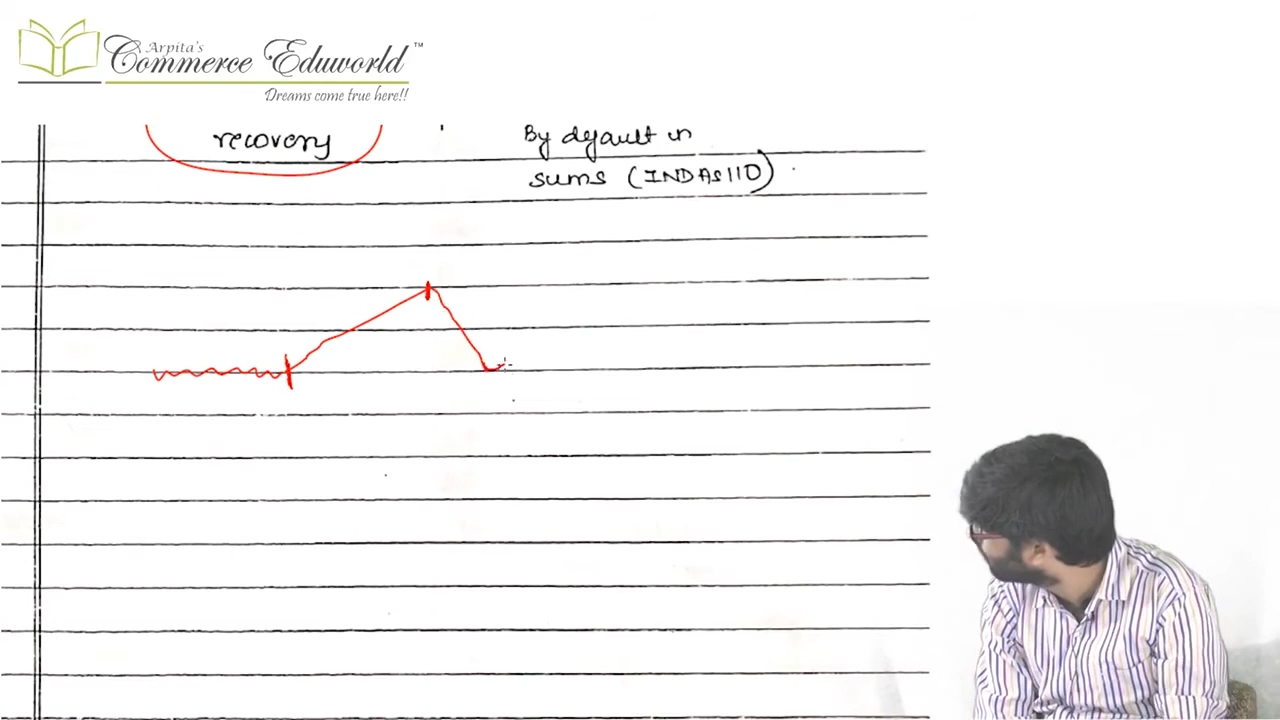 Arpita's
Commerce Eduworld™
Dreams come true here!!
recovery
By default in
sums (INDAS110)